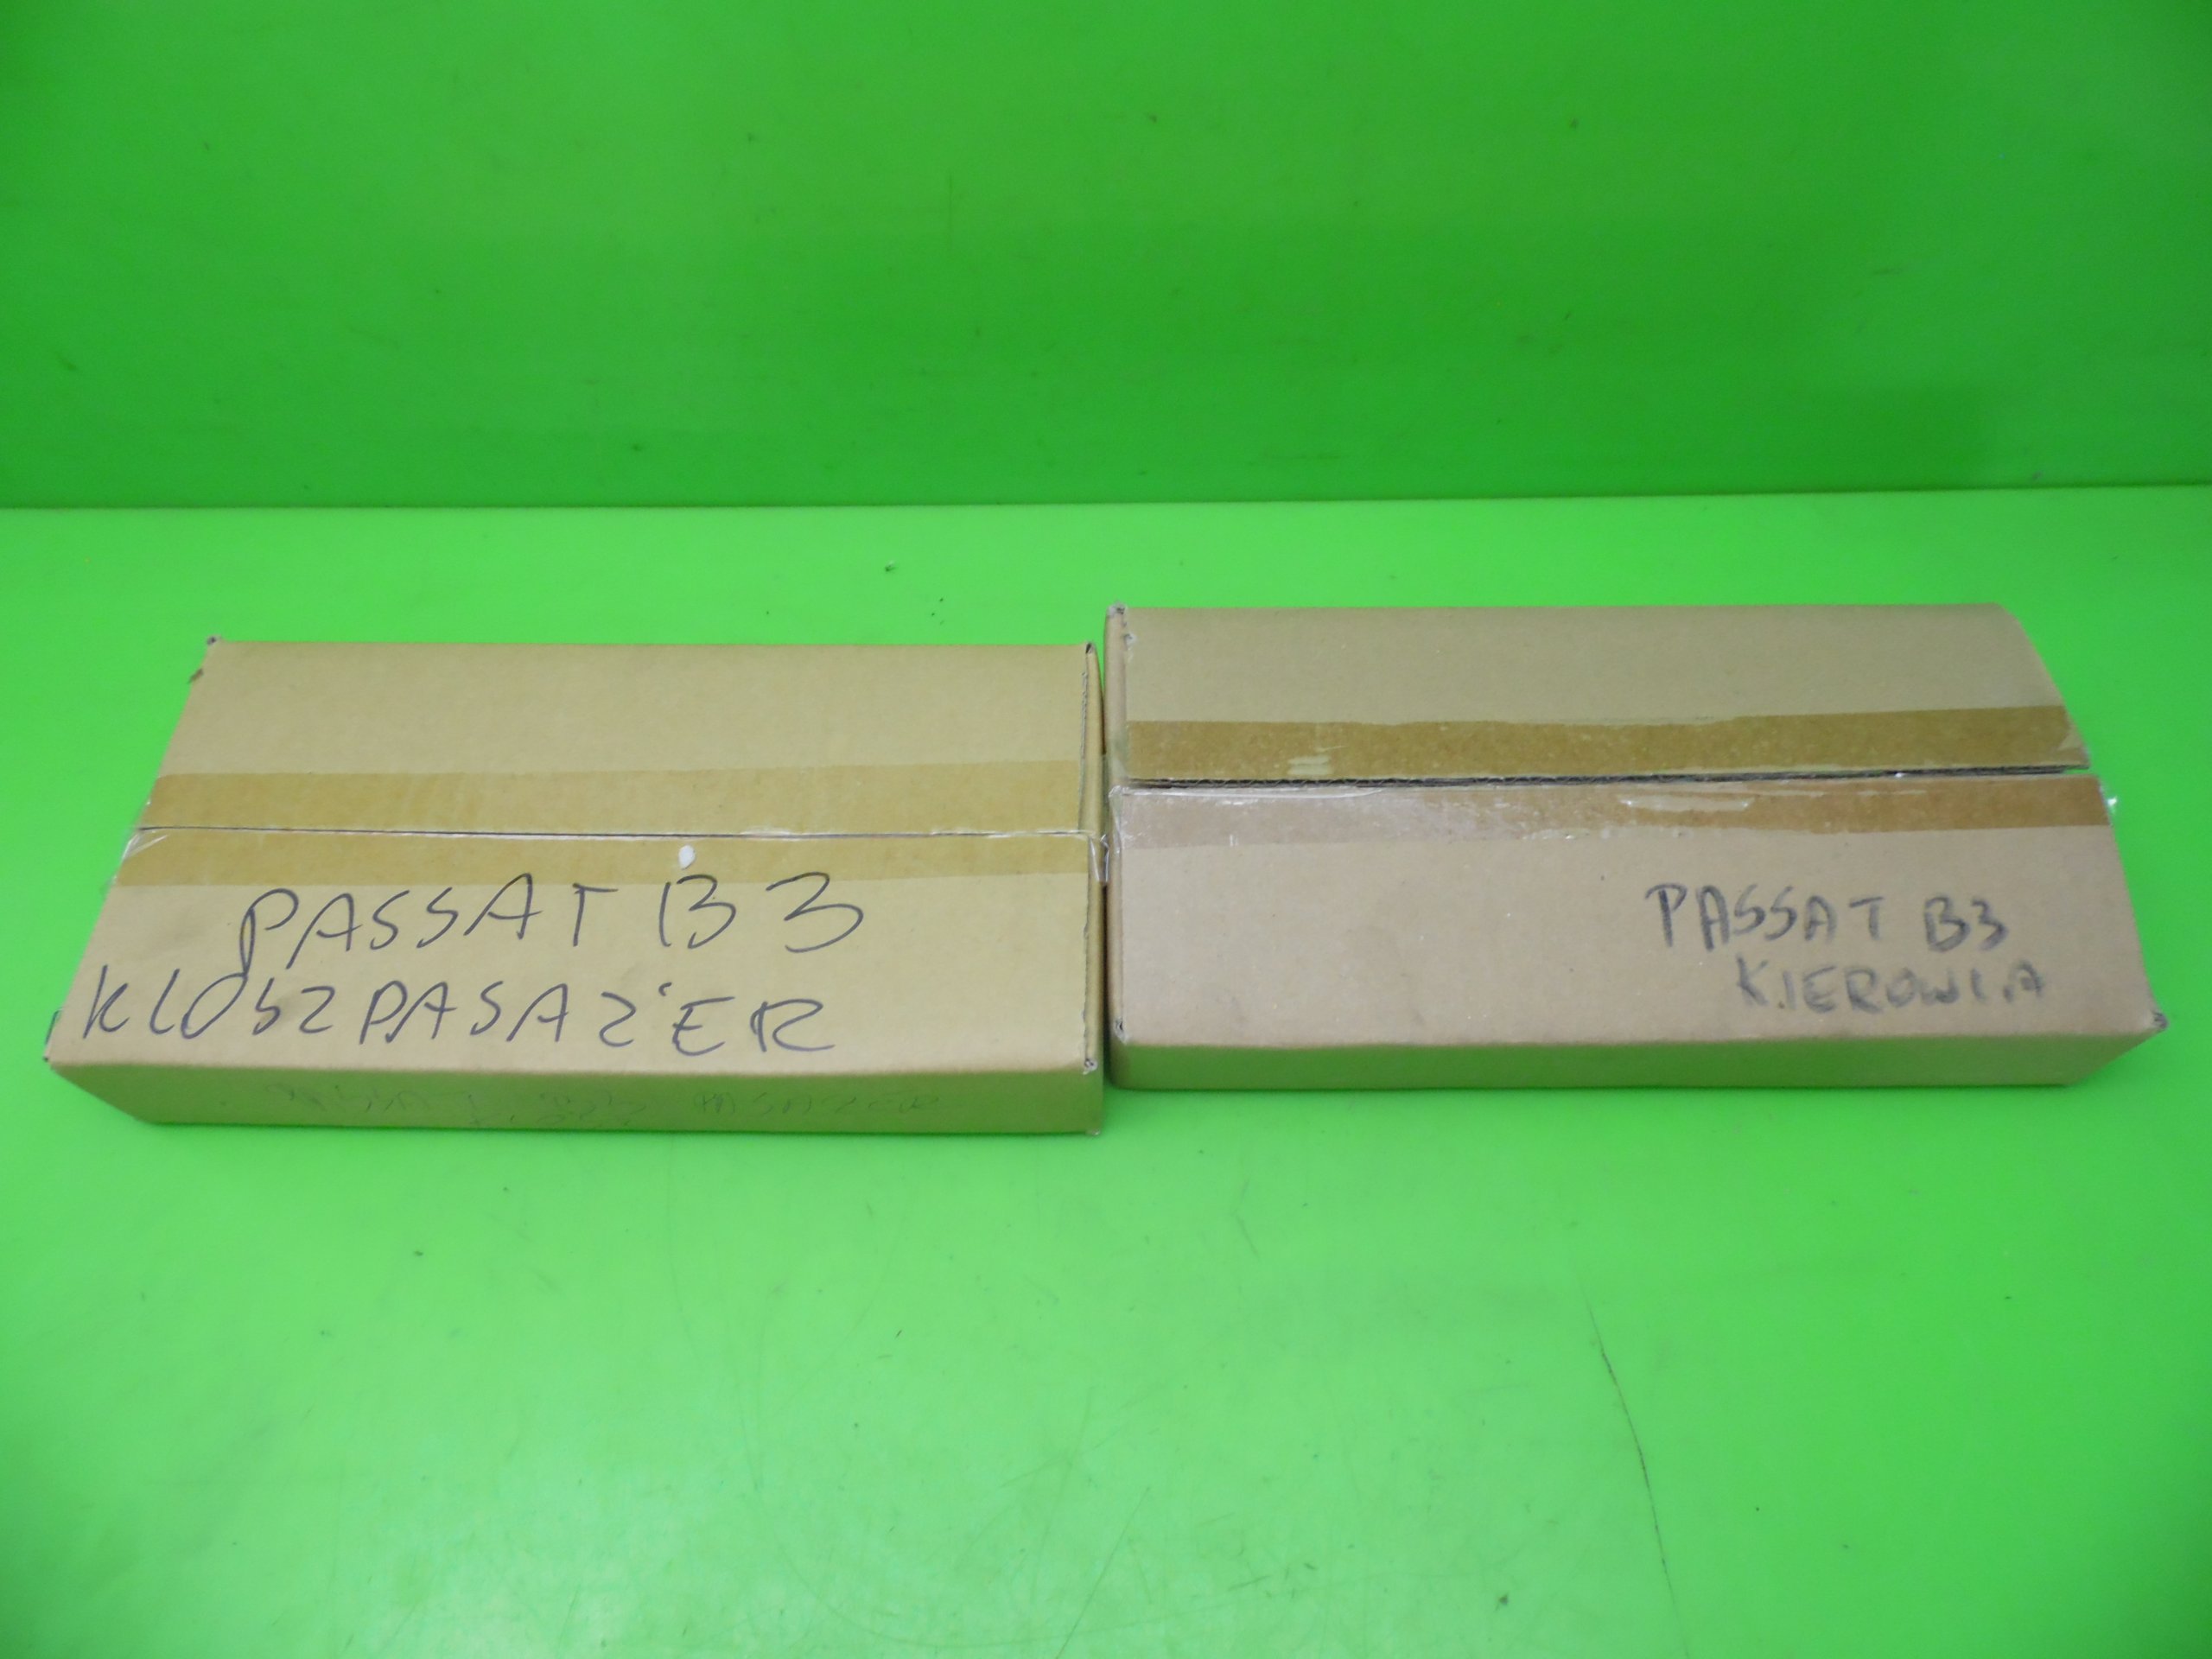 PASSAT B3
KLOSZ PASAŻER
PASSAT B3
KIEROWCA